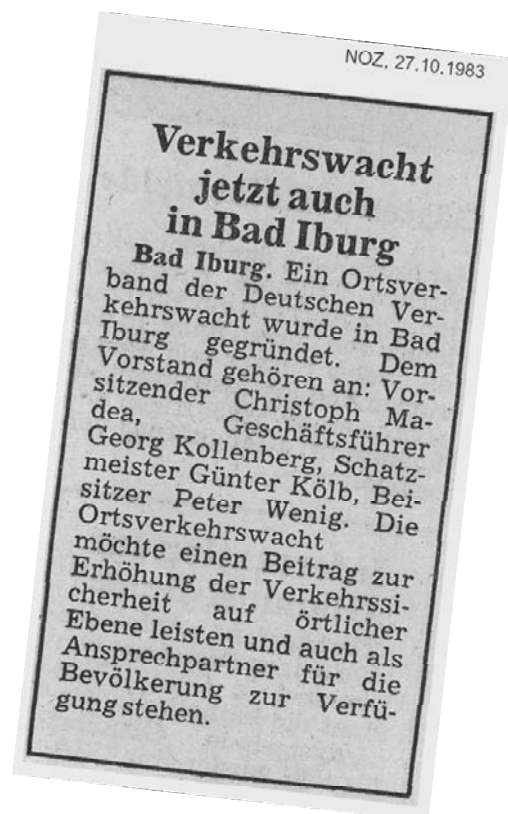 NOZ, 27.10.1983
Verkehrswacht
jetzt auch
in Bad Iburg
Bad Iburg. Ein Ortsver-
band der Deutschen Ver-
kehrswacht wurde in Bad
Iburg gegründet. Dem
Vorstand gehören an: Vor-
sitzender Christoph Ma-
dea, Geschäftsführer
Georg Kollenberg, Schatz-
meister Günter Kölb, Bei-
sitzer Peter Wenig. Die
Ortsverkehrswacht
möchte einen Beitrag zur
Erhöhung der Verkehrssi-
cherheit auf örtlicher
Ebene leisten und auch als
Ansprechpartner für die
Bevölkerung zur Verfü-
gung stehen.